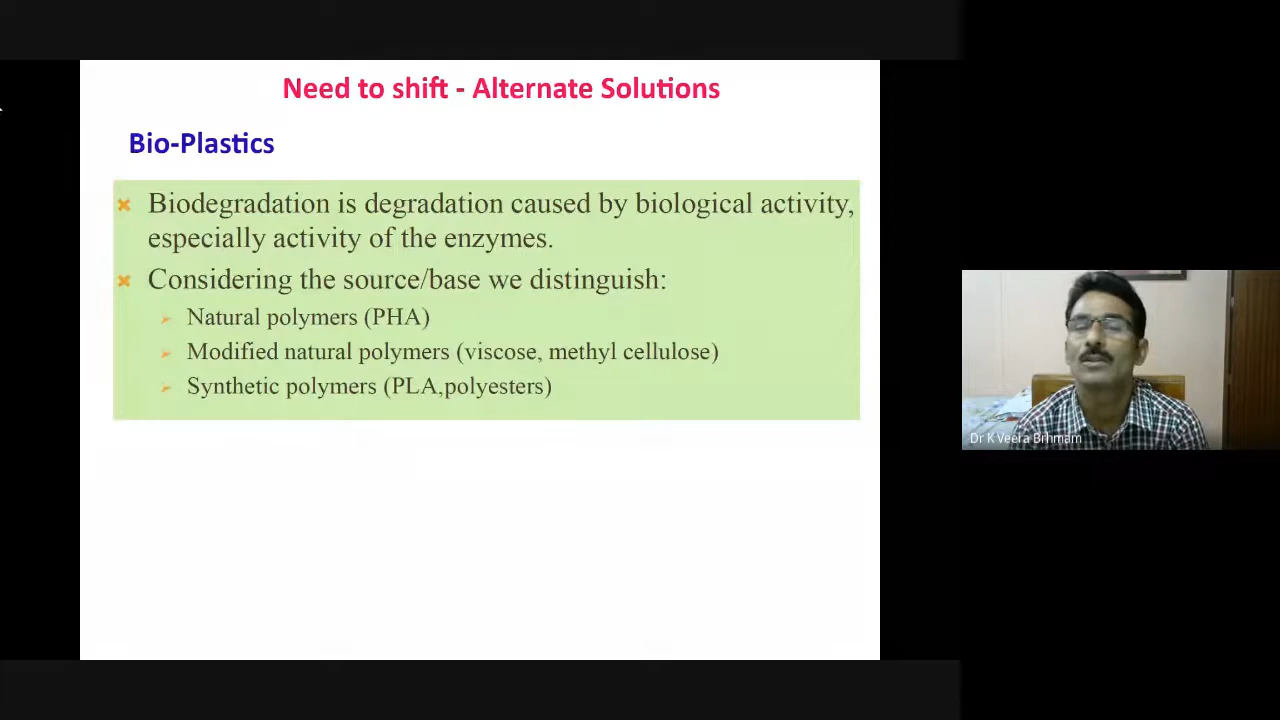 Need to shift - Alternate Solutions
Bio-Plastics
Biodegradation is degradation caused by biological activity,
especially activity of the enzymes.
Considering the source/base we distinguish:
Natural polymers (PHA)
Modified natural polymers (viscose, methyl cellulose)
Synthetic polymers (PLA,polyesters)
Dr K Veera Brhmam